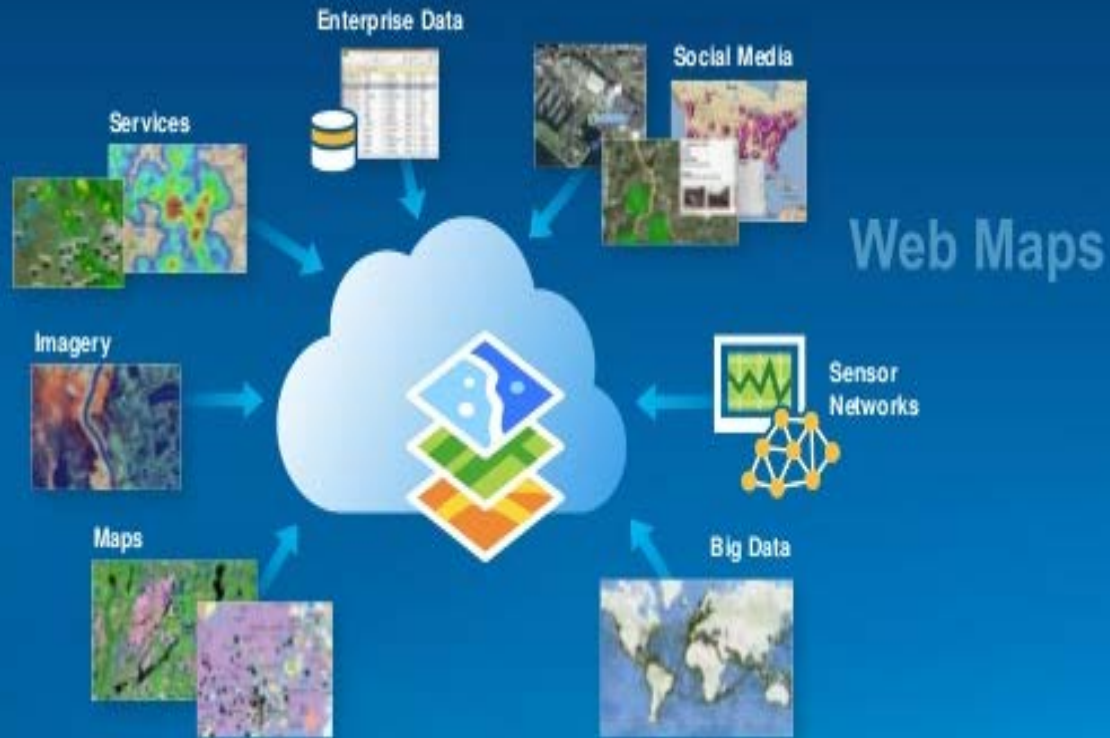 Enterprise Data
Social Media
Services
Web Maps
Imagery
Sensor
Networks
Maps
Big Data